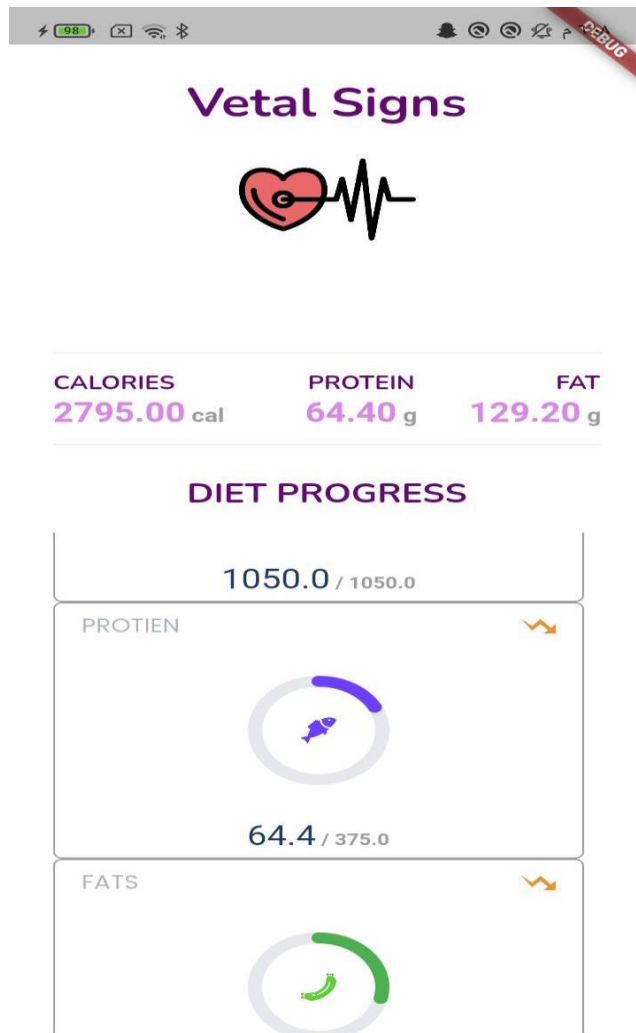 98
م
DEBUG
Vetal Signs
CALORIES PROTEIN FAT
2795.00 cal 64.40 g 129.20 g
DIET PROGRESS
1050.0 / 1050.0
PROTIEN
64.4 / 375.0
FATS